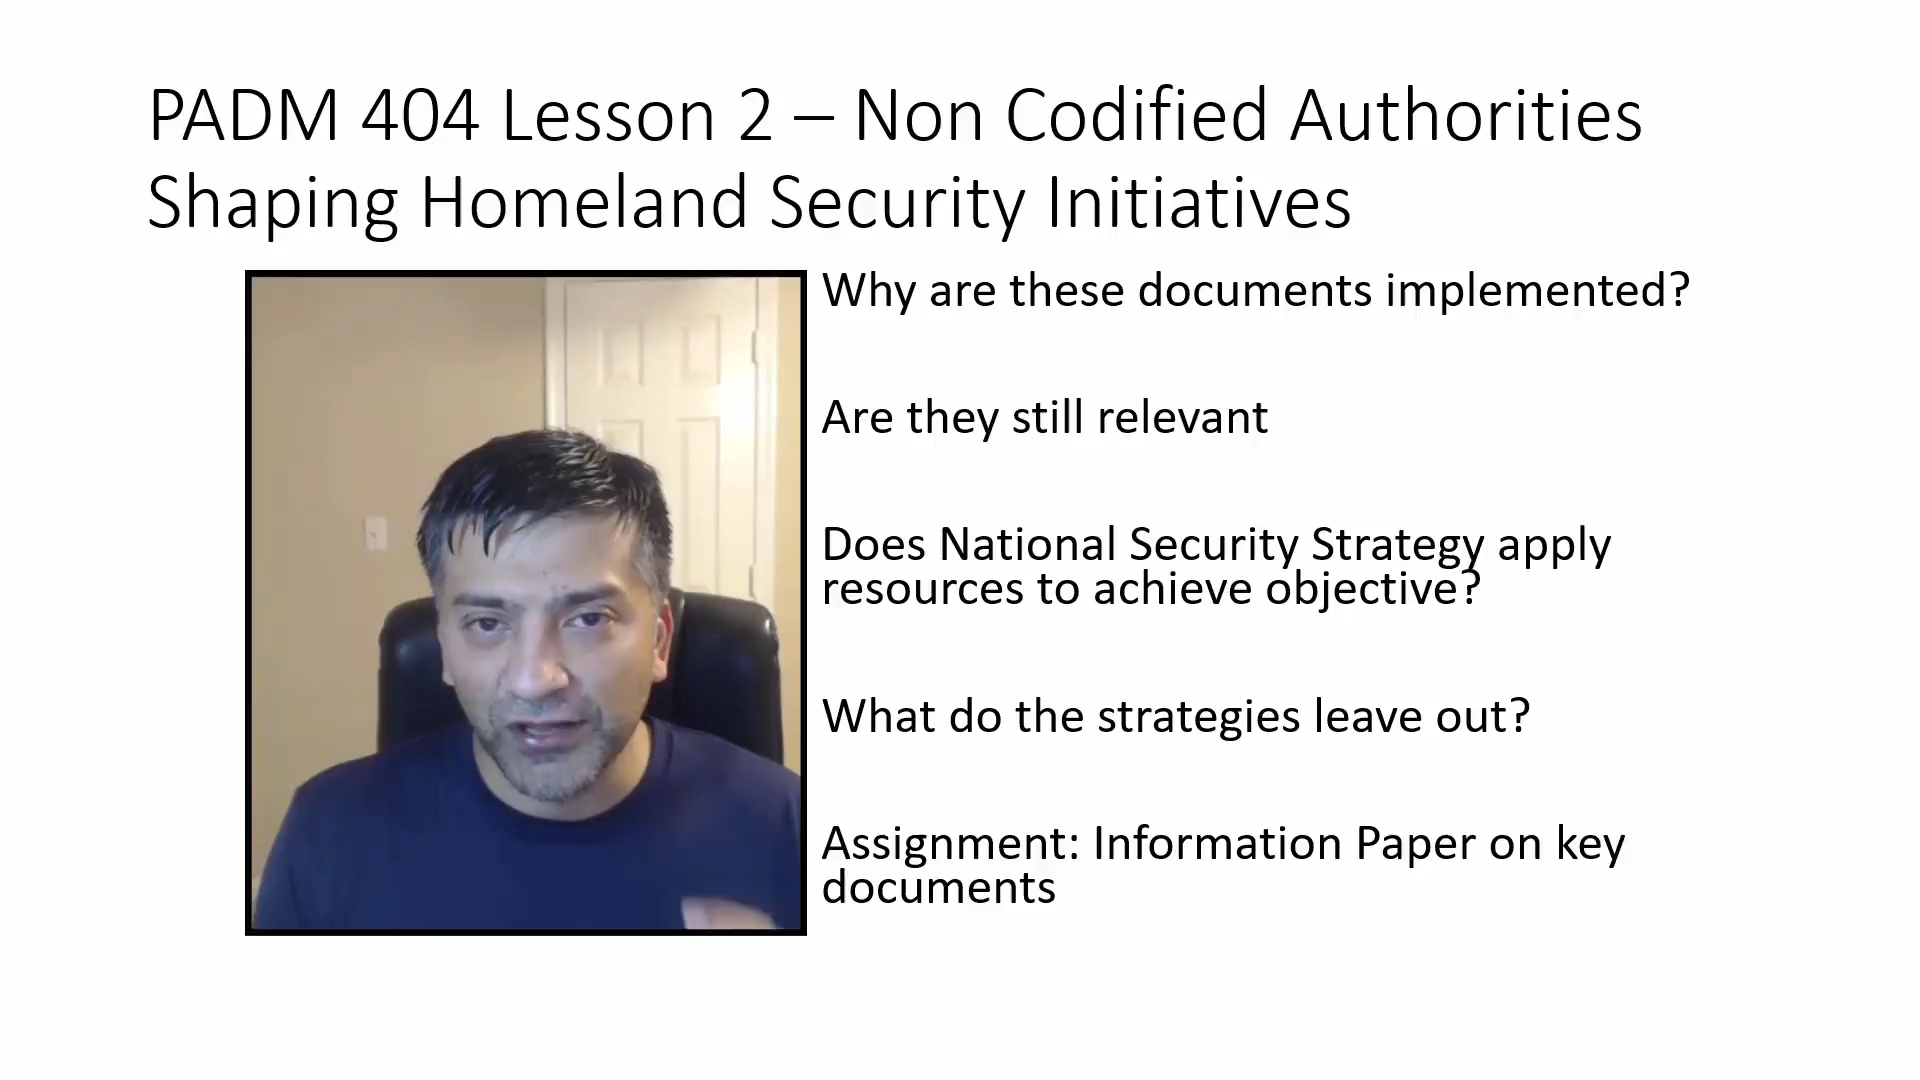 PADM 404 Lesson 2 – Non Codified Authorities
Shaping Homeland Security Initiatives
Why are these documents implemented?
Are they still relevant
Does National Security Strategy apply
resources to achieve objective?
What do the strategies leave out?
Assignment: Information Paper on key
documents